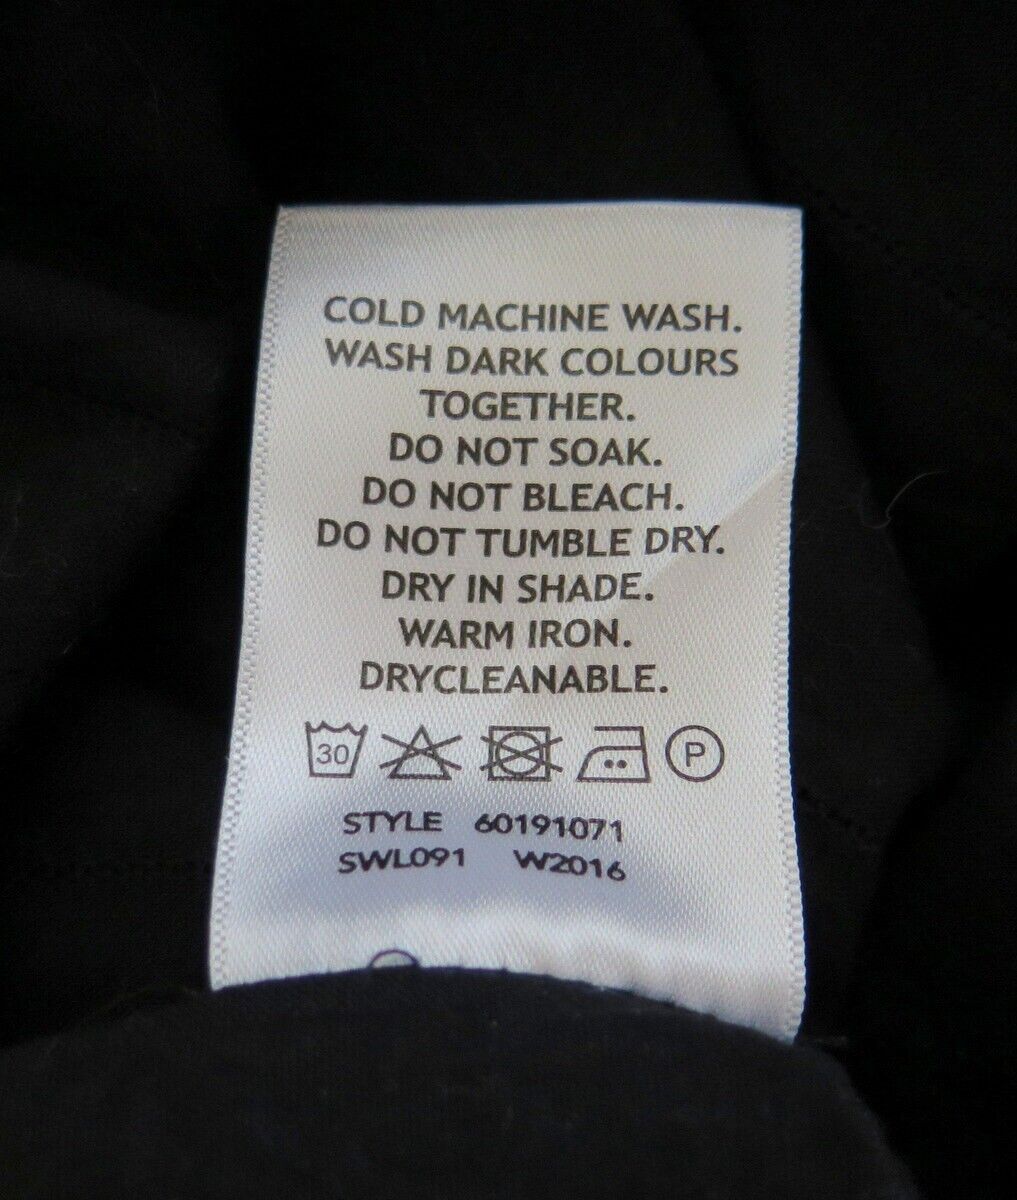 COLD MACHINE WASH.
WASH DARK COLOURS
TOGETHER.
DO NOT SOAK.
DO NOT BLEACH.
DO NOT TUMBLE DRY.
DRY IN SHADE.
WARM IRON.
DRYCLEANABLE.
30 P
STYLE 60191071
SWL091 W2016